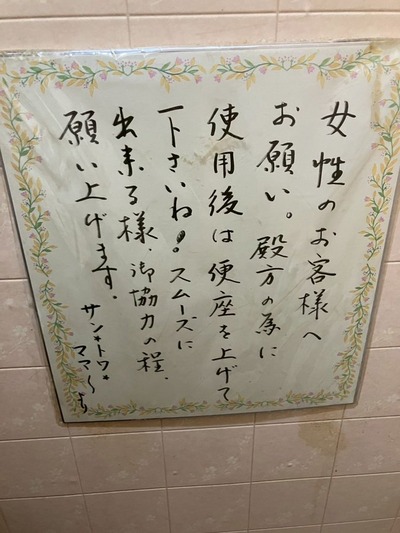 女性のお客様へ
お願い。殿方の為に
使用後は便座を上げて
下さいね!スムーズに
出来る様、御協力の程、
願い上げます。
サン*トワ*
ママ〜より